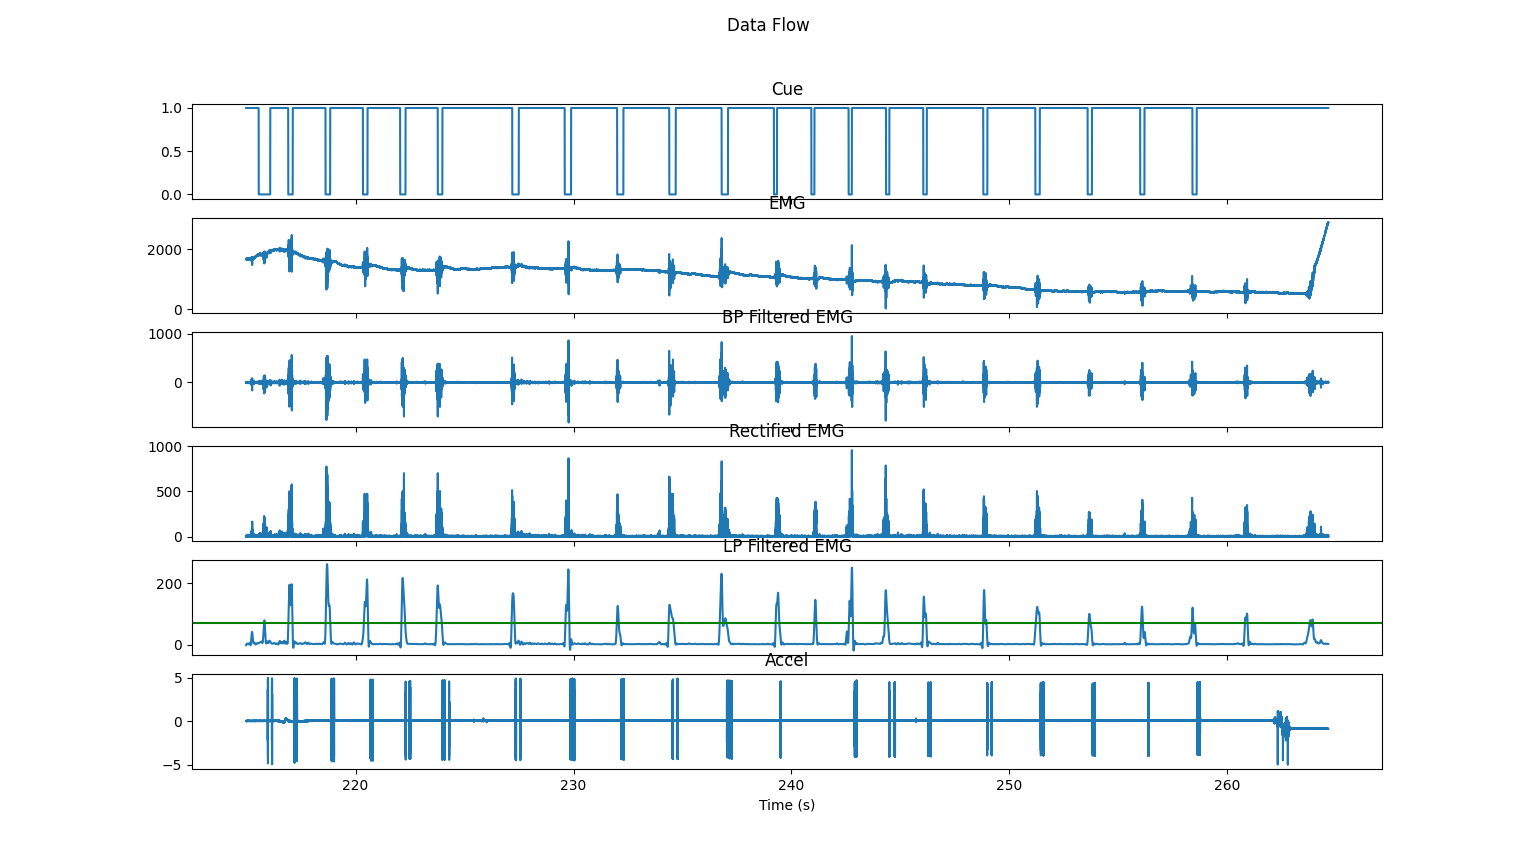 Data Flow
Cue
1.0
0.5
0.0
EMG
2000
0
BP Filtered EMG
1000
0
Rectified EMG
1000
500
0
LP Filtered EMG
200
0
Accel
5
0
−5
220 230 240 250 260
Time (s)